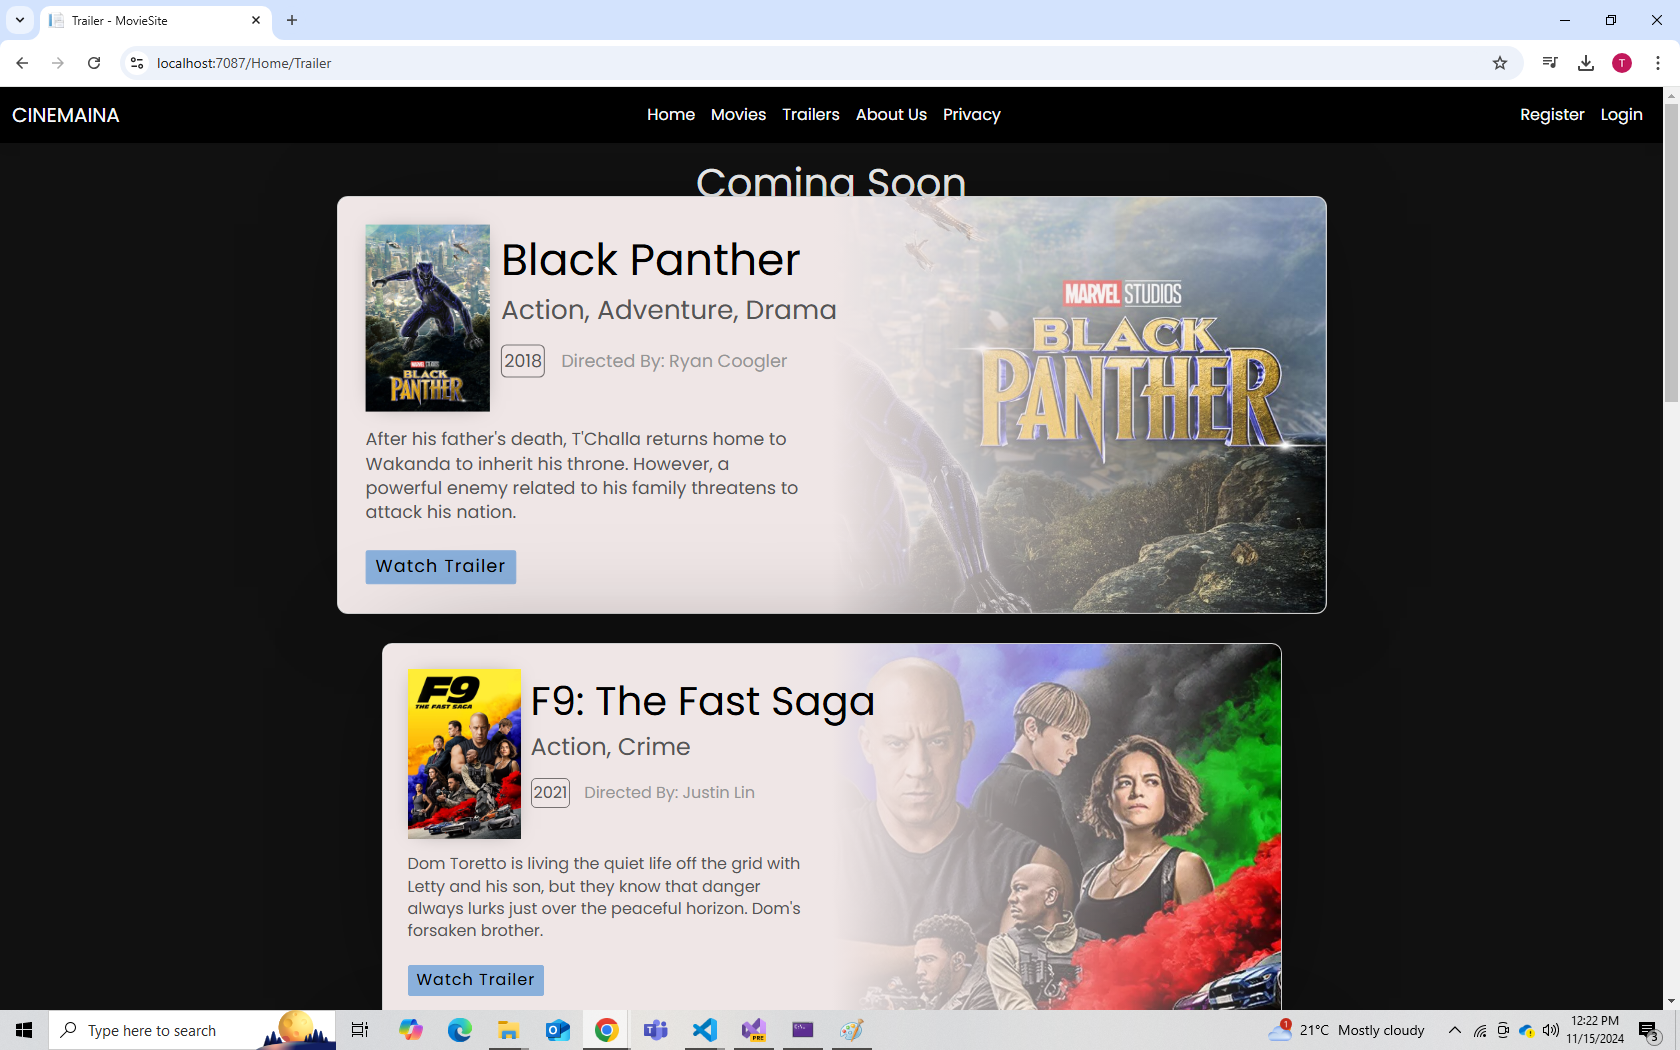 Trailer - MovieSite
localhost:7087/Home/Trailer
T
CINEMAINA
Home Movies Trailers About Us Privacy
Register Login
Coming Soon
Black Panther
Action, Adventure, Drama
2018 Directed By: Ryan Coogler
MARVEL STUDIOS
BLACK
PANTHER
MARVEL STUDIOS
BLACK
PANTHER
After his father's death, T'Challa returns home to
Wakanda to inherit his throne. However, a
powerful enemy related to his family threatens to
attack his nation.
Watch Trailer
F9
THE FAST SAGA
F9: The Fast Saga
Action, Crime
2021 Directed By: Justin Lin
Dom Toretto is living the quiet life off the grid with
Letty and his son, but they know that danger
always lurks just over the peaceful horizon. Dom's
forsaken brother.
Watch Trailer
Type here to search
PRE
1
21°C Mostly cloudy
12:22 PM
11/15/2024
3